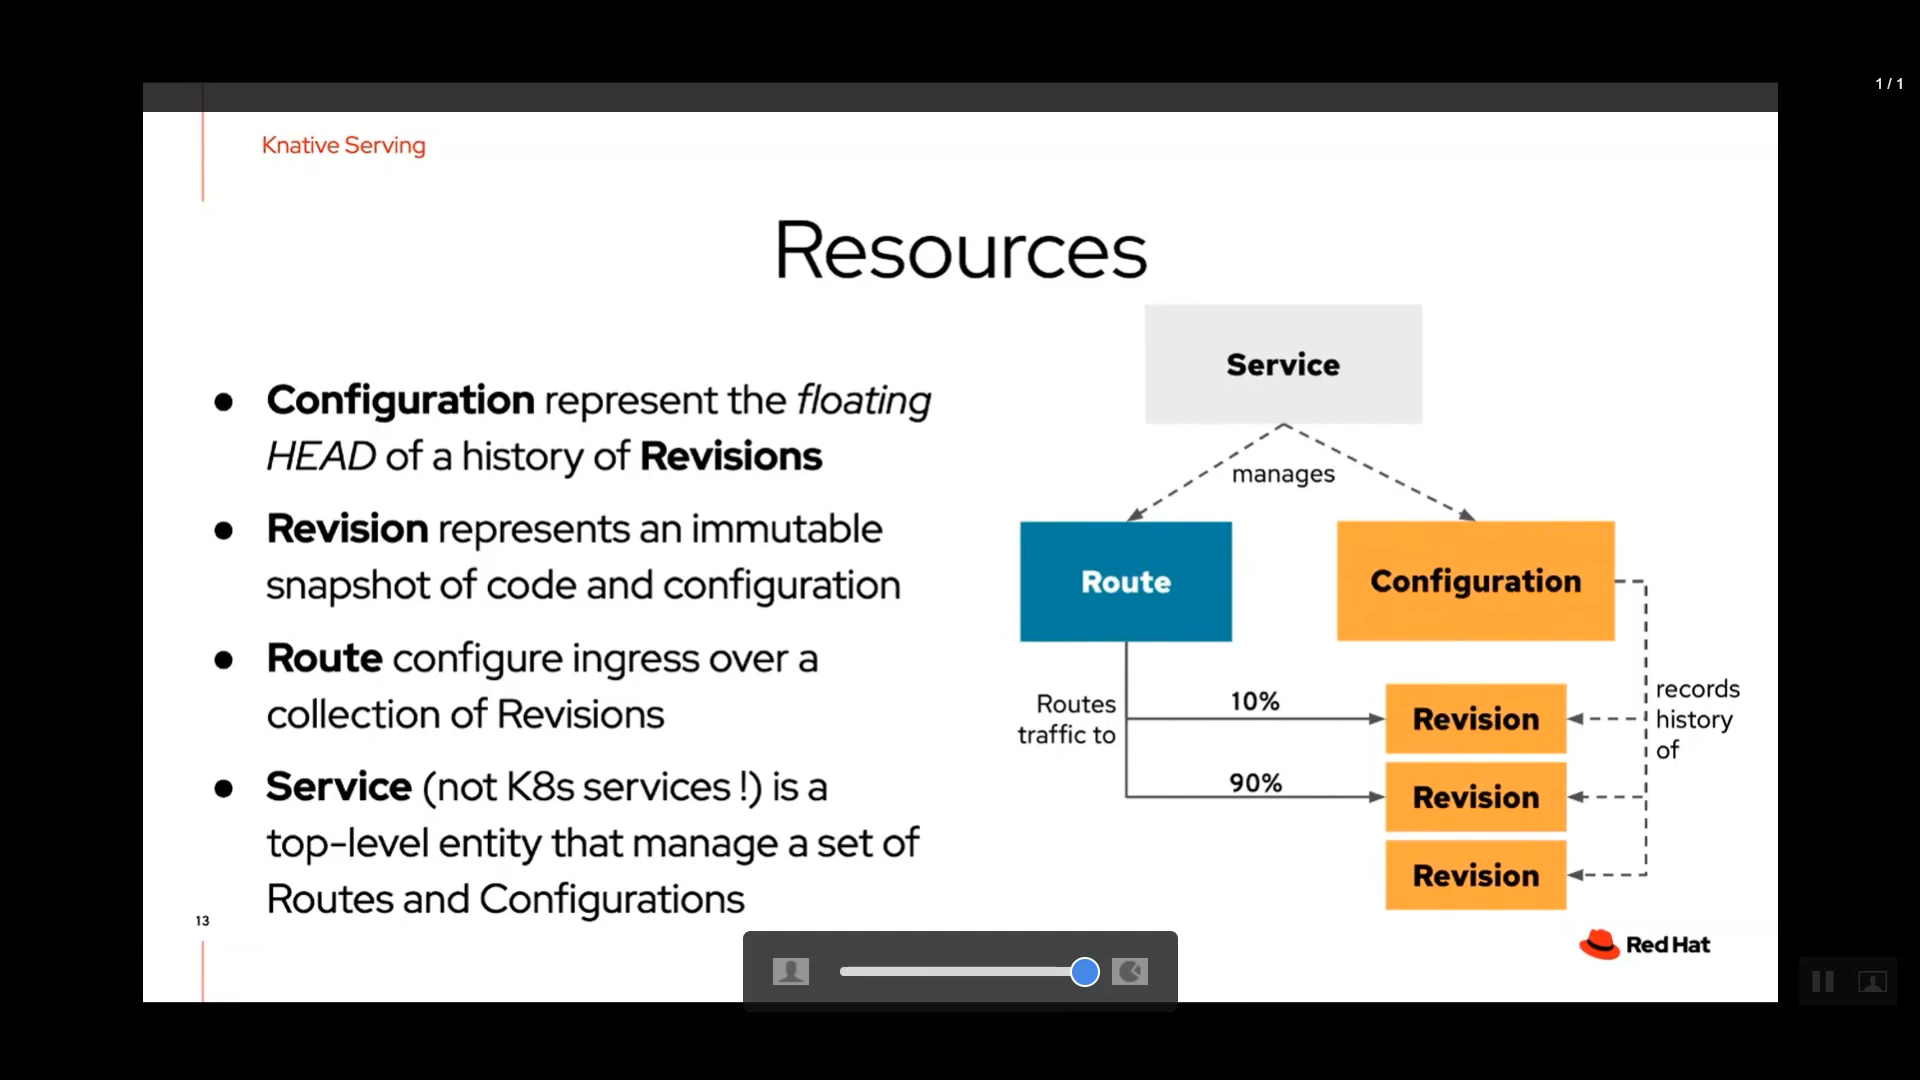 1 / 1
Knative Serving
Resources
● Configuration represent the floating
HEAD of a history of Revisions
● Revision represents an immutable
snapshot of code and configuration
● Route configure ingress over a
collection of Revisions
● Service (not K8s services !) is a
top-level entity that manage a set of
Routes and Configurations
Service
manages
Route
Configuration
Routes
traffic to
10%
90%
Revision
Revision
Revision
records
history
of
13
Red Hat